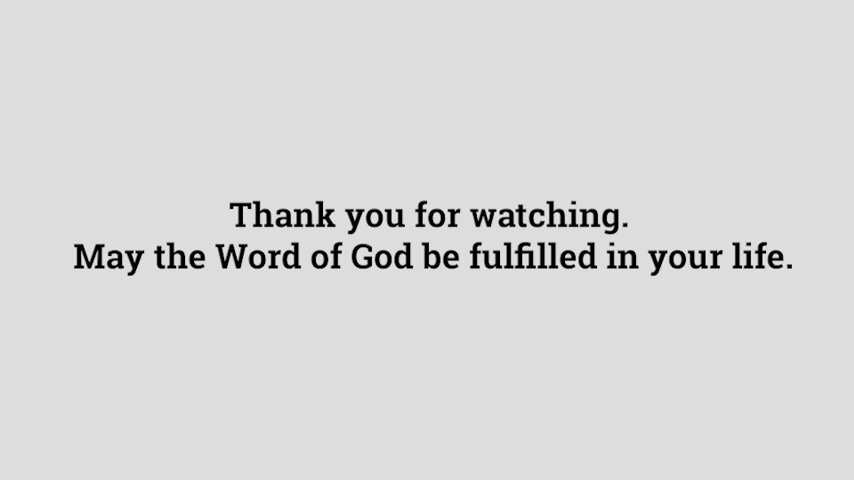 Thank you for watching.
May the Word of God be fulfilled in your life.